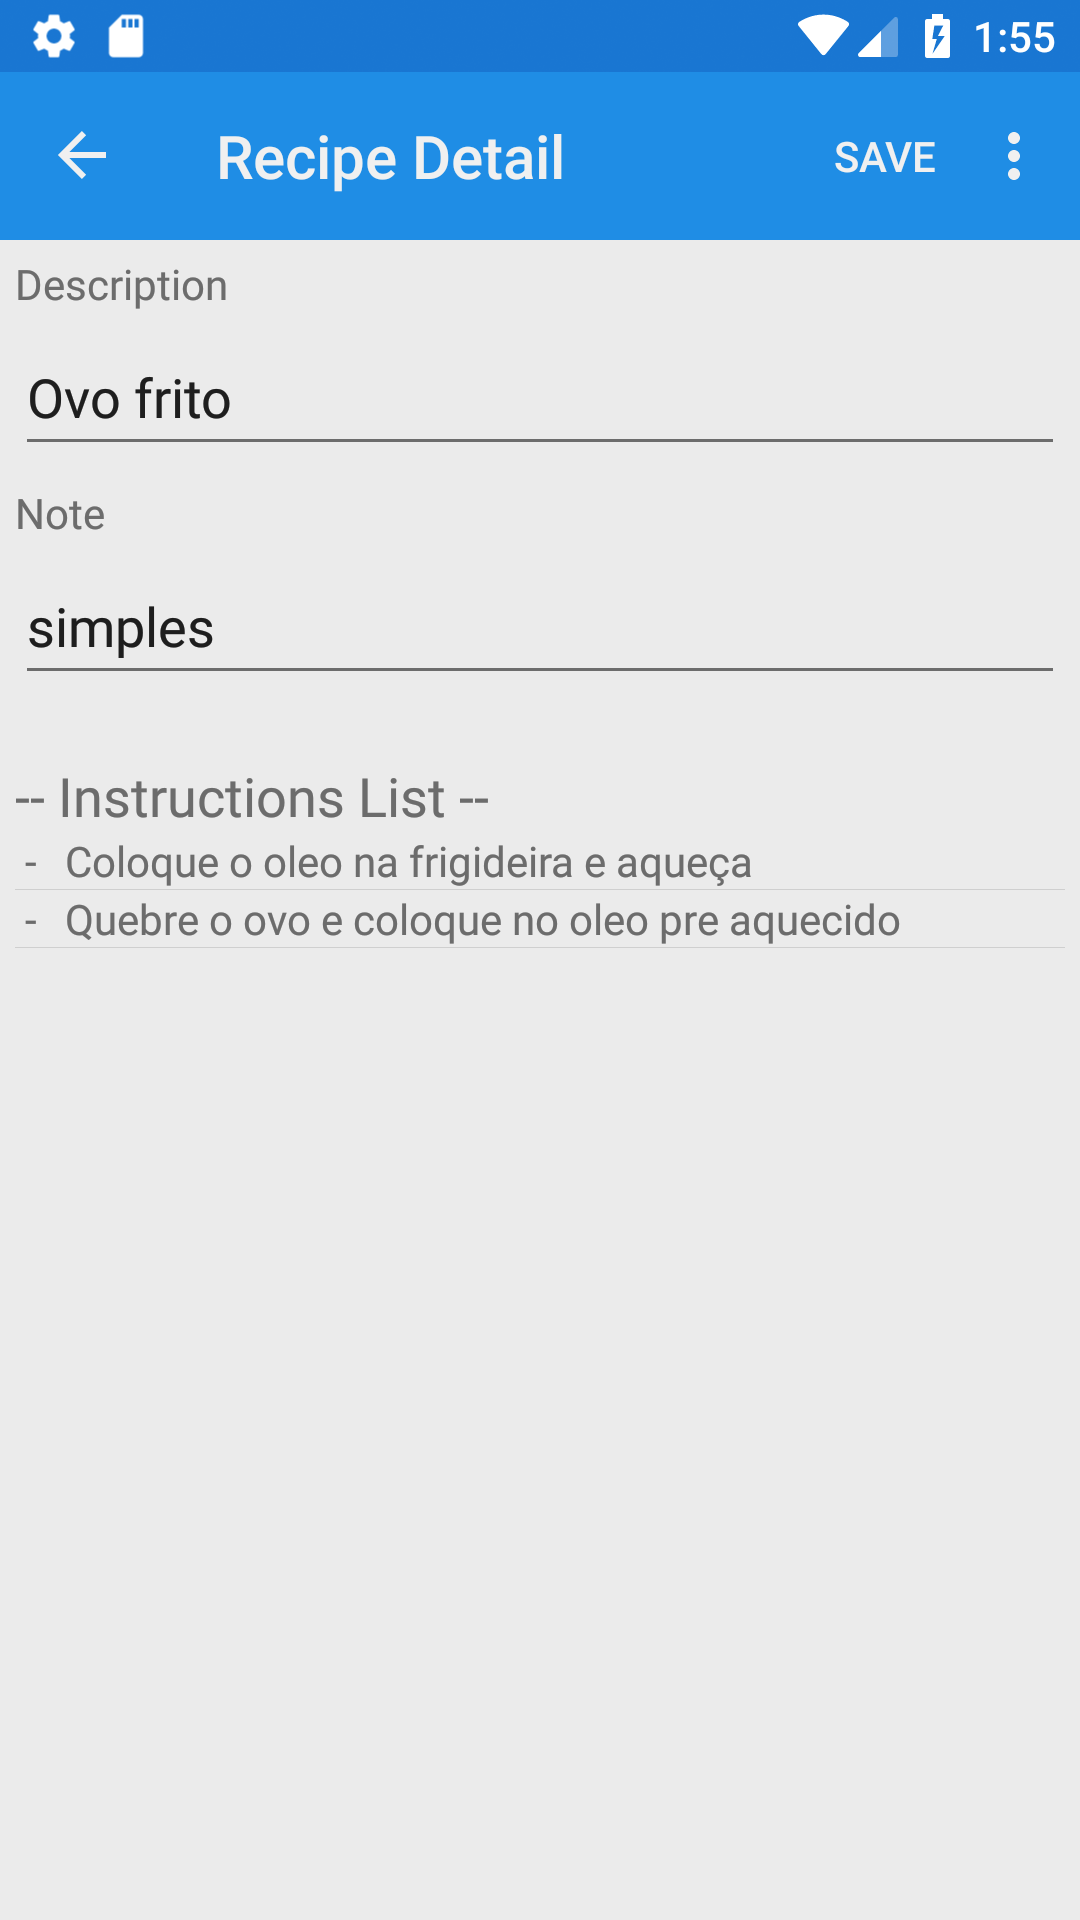 1:55
Recipe Detail SAVE
Description
Ovo frito
Note
simples
-- Instructions List --
- Coloque o oleo na frigideira e aqueça
- Quebre o ovo e coloque no oleo pre aquecido